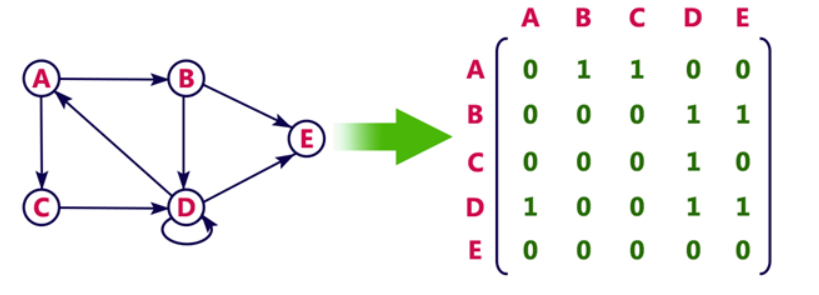 A B
E
C D
A B C D E
A 0 1 1 0 0
B 0 0 0 1 1
C 0 0 0 1 0
D 1 0 0 1 1
E 0 0 0 0 0